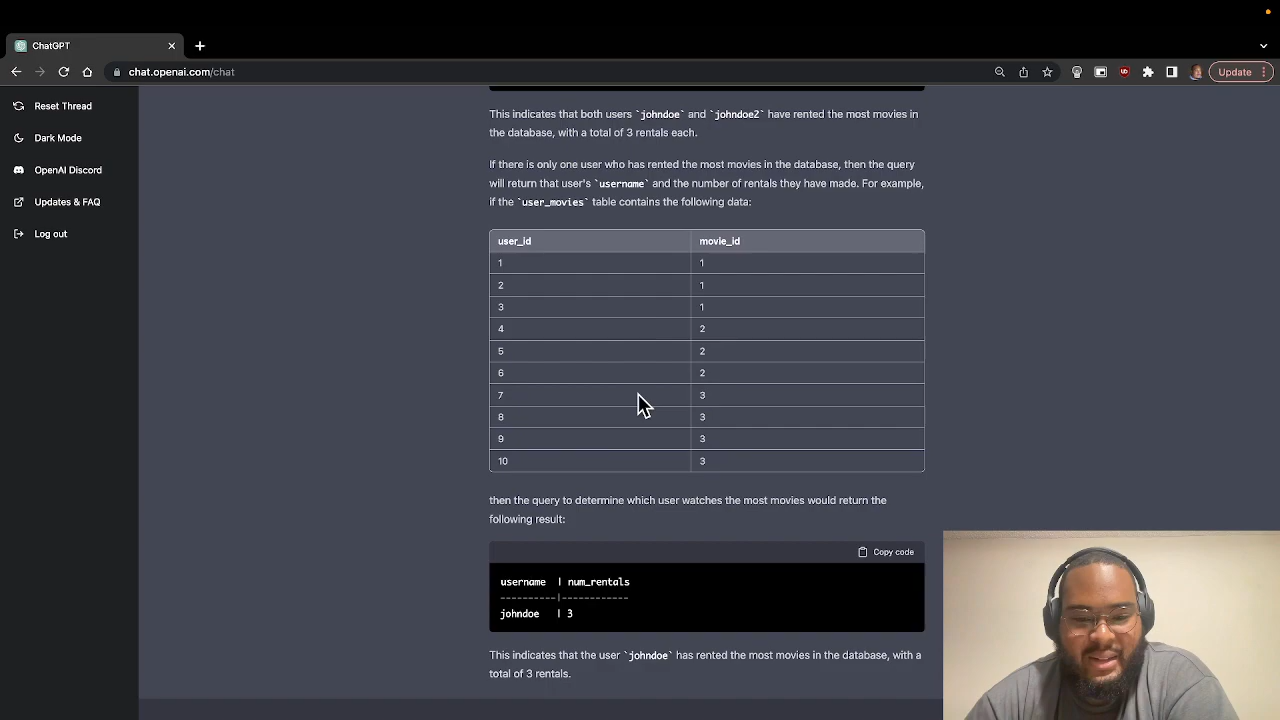 ChatGPT
chat.openai.com/chat
Update
Reset Thread
Dark Mode
OpenAI Discord
Updates & FAQ
Log out
This indicates that both users `johndoe` and `johndoe2` have rented the most movies in
the database, with a total of 3 rentals each.
If there is only one user who has rented the most movies in the database, then the query
will return that user's `username` and the number of rentals they have made. For example,
if the `user_movies` table contains the following data:
user_id movie_id
1 1
2 1
3 1
4 2
5 2
6 2
7 3
8 3
9 3
10 3
then the query to determine which user watches the most movies would return the
following result:
Copy code
username | num_rentals
----------|------------
johndoe | 3
This indicates that the user `johndoe` has rented the most movies in the database, with a
total of 3 rentals.